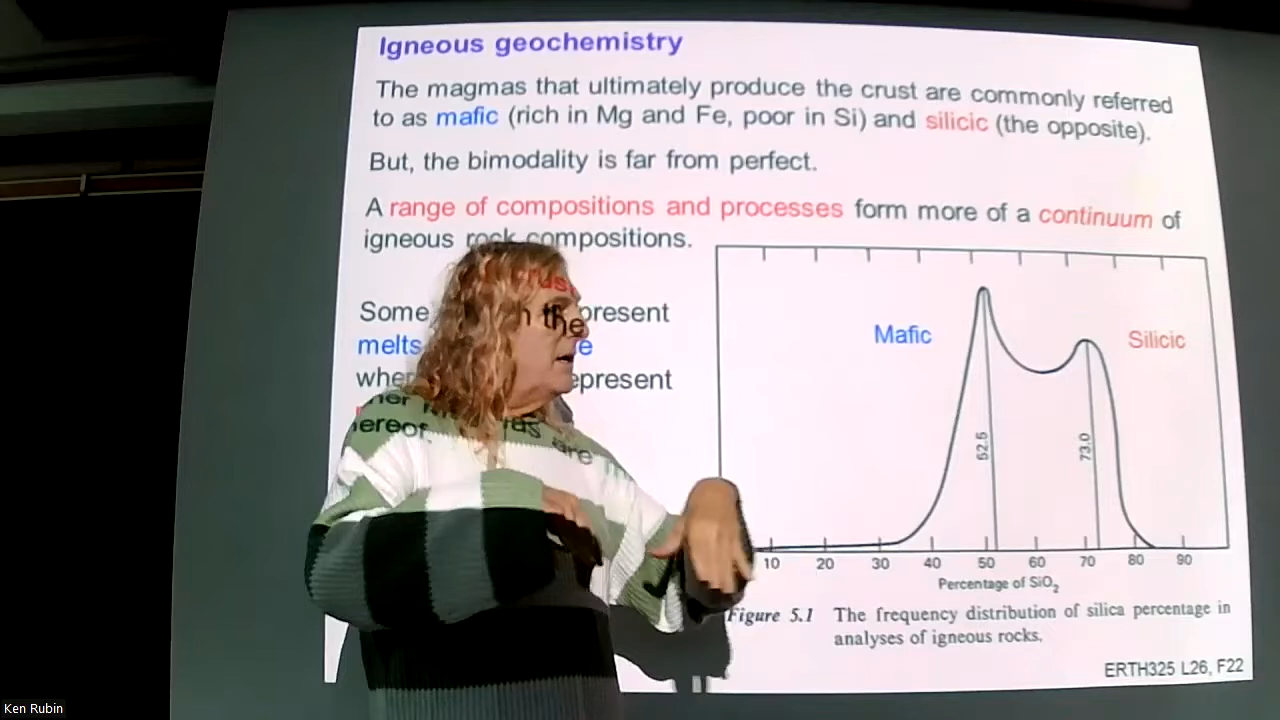 Igneous geochemistry
The magmas that ultimately produce the crust are commonly referred
to as mafic (rich in Mg and Fe, poor in Si) and silicic (the opposite).
But, the bimodality is far from perfect.
A range of compositions and processes form more of a continuum of
igneous rock compositions.
Some the present
melts
represent
hereof.
are
Mafic
Silicic
52.5
73.0
10 20 30 40 50 60 70 80 90
Percentage of SiO₂
Figure 5.1 The frequency distribution of silica percentage in
analyses of igneous rocks.
ERTH325 L26, F22
Ken Rubin